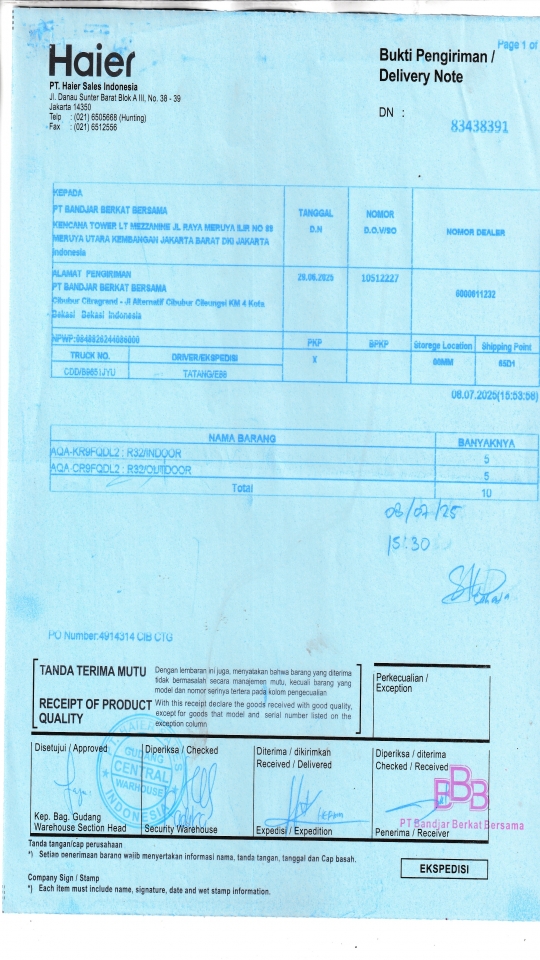 Page 1 of
Haier
Bukti Pengiriman /
Delivery Note
PT. Haier Sales Indonesia
Jl. Danau Sunter Barat Blok A III, No. 38 - 39
Jakarta 14350
Telp : (021) 6505668 (Hunting)
Fax : (021) 6512556
DN :
83438391
KEPADA
PT BANDJAR BERKAT BERSAMA
KENCANA TOWER LT MEZZANINE JL RAYA MERUYA ILIR NO 88
MERUYA UTARA KEMBANGAN JAKARTA BARAT DKI JAKARTA
Indonesia
TANGGAL
D.N
NOMOR
D.O.V/SO
NOMOR DEALER
ALAMAT PENGIRIMAN
PT BANDJAR BERKAT BERSAMA
Cibubur Citragrand - Jl Alternatif Cibubur Cileungsi KM 4 Kota
Bekasi Bekasi Indonesia
10512227
NPWP:
PKP
BPKP
Storege Location
Shipping Point
TRUCK NO.
DRIVER/EKSPEDISI
X
00MM
65D1
CDD/B9651JYU
TATANG/E88
08.07.2025(15:53:56)
NAMA BARANG
BANYAKNYA
AQA-KR9FQDL2 : R32/INDOOR
5
AQA-CR9FQDL2 : R32/OUTDOOR
5
Total
10
08/07/25
15:30
PO Number:4914314 CIB CTG
TANDA TERIMA MUTU
Dengan lembaran ini juga, menyatakan bahwa barang yang diterima
tidak bermasalah secara manajemen mutu, kecuali barang yang
model dan nomor serinya tertera pada kolom pengecualian
RECEIPT OF PRODUCT
QUALITY
With this receipt declare the goods received with good quality,
except for goods that model and serial number listed on the
exception column
Perkecualian /
Exception
Disetujui / Approved
Diperiksa / Checked
Diterima / dikirimkah
Received / Delivered
Diperiksa / diterima
Checked / Received
GUDANG
CENTRAL
WARHOUSE
INDONESIA
BBB
PT Bandjar Berkat Bersama
Kep. Bag. Gudang
Warehouse Section Head
Security Warehouse
Expedisi / Expedition
Penerima / Receiver
Tanda tangan/cap perusahaan
*) Setiap penerimaan barang wajib menyertakan informasi nama, tanda tangan, tanggal dan Cap basah.
EKSPEDISI
Company Sign / Stamp
*) Each item must include name, signature, date and wet stamp information.